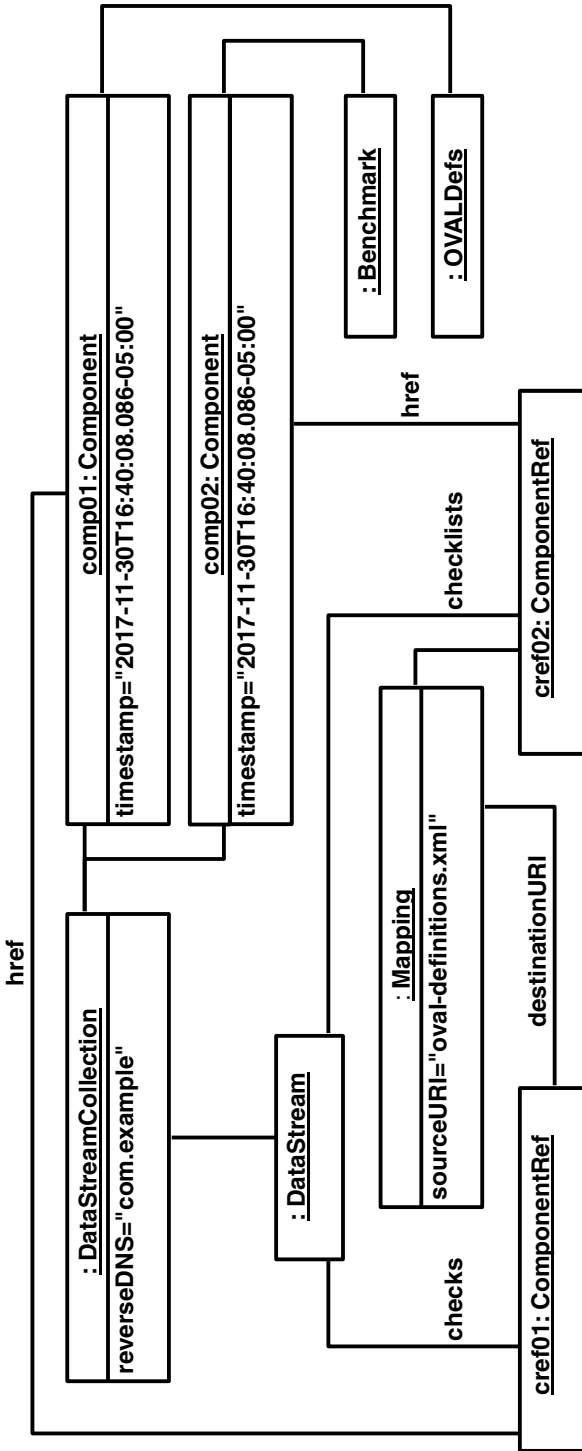 href
: DataStreamCollection
reverseDNS="com.example"
comp01: Component
timestamp="2017-11-30T16:40:08.086-05:00"
comp02: Component
timestamp="2017-11-30T16:40:08.086-05:00"
: DataStream
: Benchmark
: Mapping
sourceURI="oval-definitions.xml"
: OVALDefs
checks
checklists
href
destinationURI
cref01: ComponentRef
cref02: ComponentRef